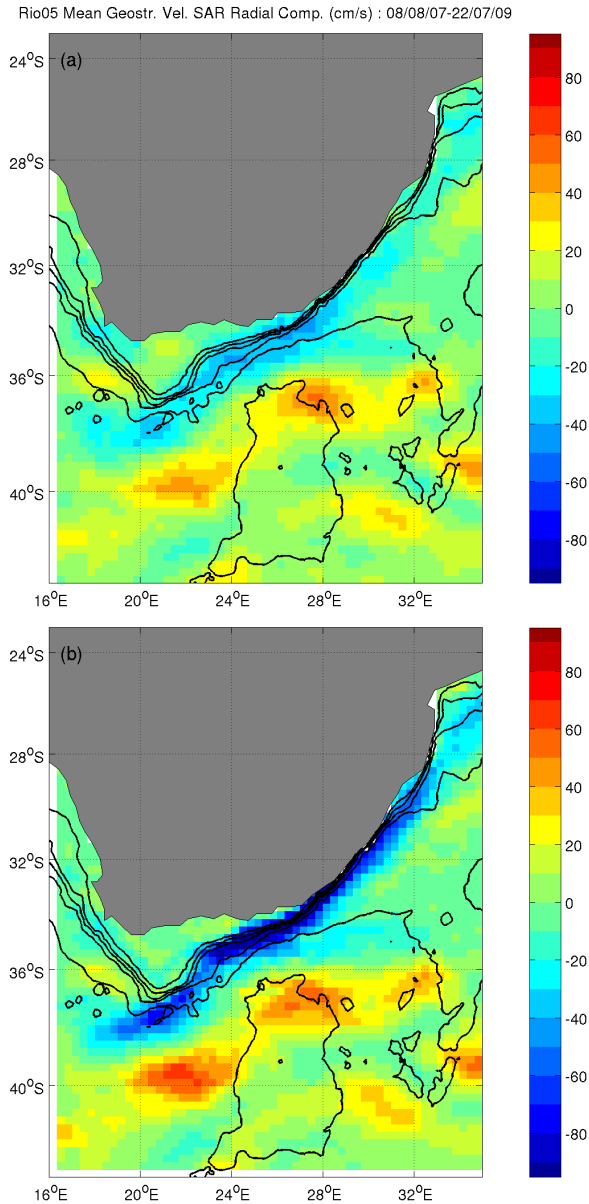 Rio05 Mean Geostr. Vel. SAR Radial Comp. (cm/s) : 08/08/07-22/07/09
(a)
24°S
28°S
32°S
36°S
40°S
16°E 20°E 24°E 28°E 32°E
80
60
40
20
0
-20
-40
-60
-80
(b)
24°S
28°S
32°S
36°S
40°S
16°E 20°E 24°E 28°E 32°E
80
60
40
20
0
-20
-40
-60
-80